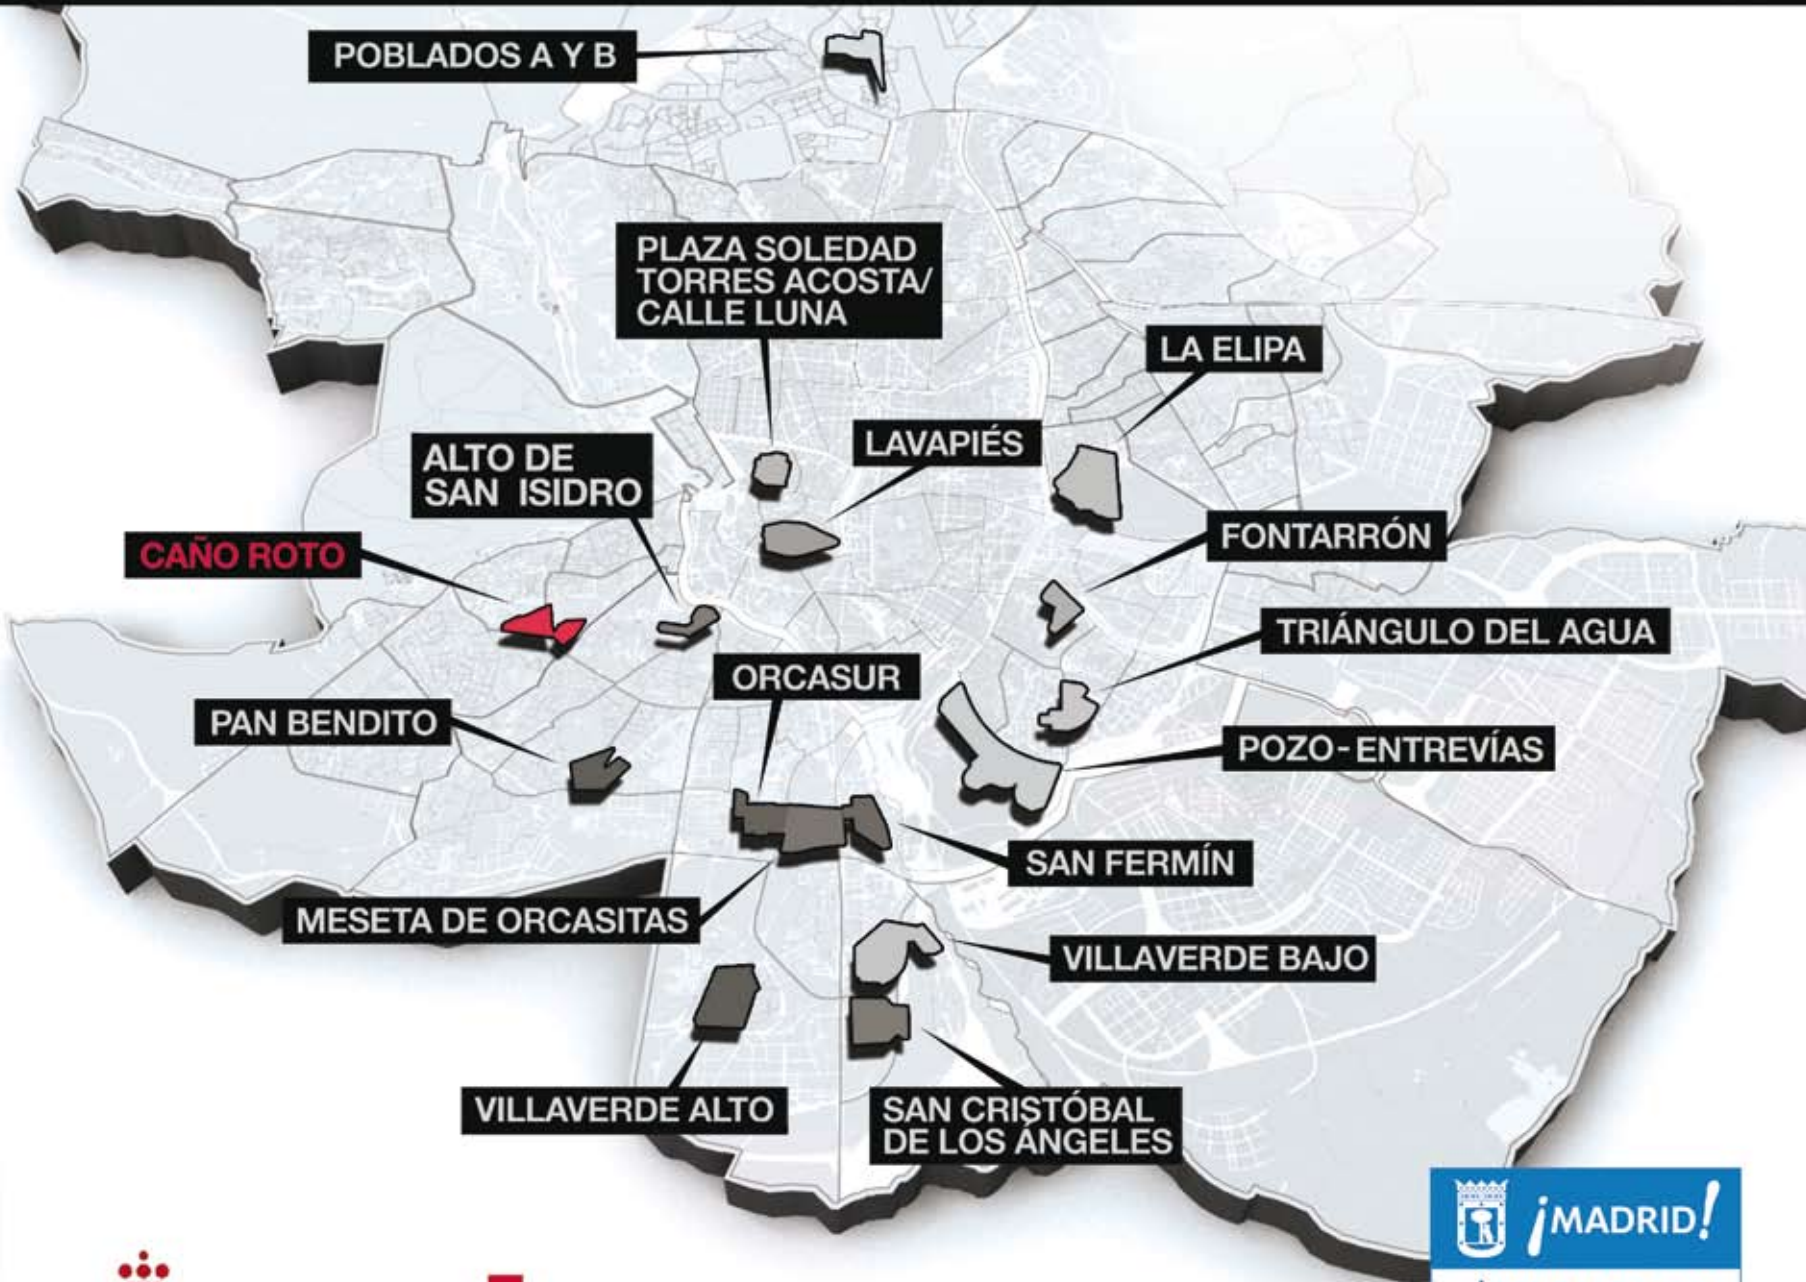 POBLADOS A Y B
PLAZA SOLEDAD
TORRES ACOSTA/
CALLE LUNA
LA ELIPA
LAVAPIÉS
ALTO DE
SAN ISIDRO
FONTARRÓN
CAÑO ROTO
TRIÁNGULO DEL AGUA
ORCASUR
PAN BENDITO
POZO-ENTREVÍAS
SAN FERMÍN
MESETA DE ORCASITAS
VILLAVERDE BAJO
VILLAVERDE ALTO
SAN CRISTÓBAL
DE LOS ÁNGELES
¡MADRID!